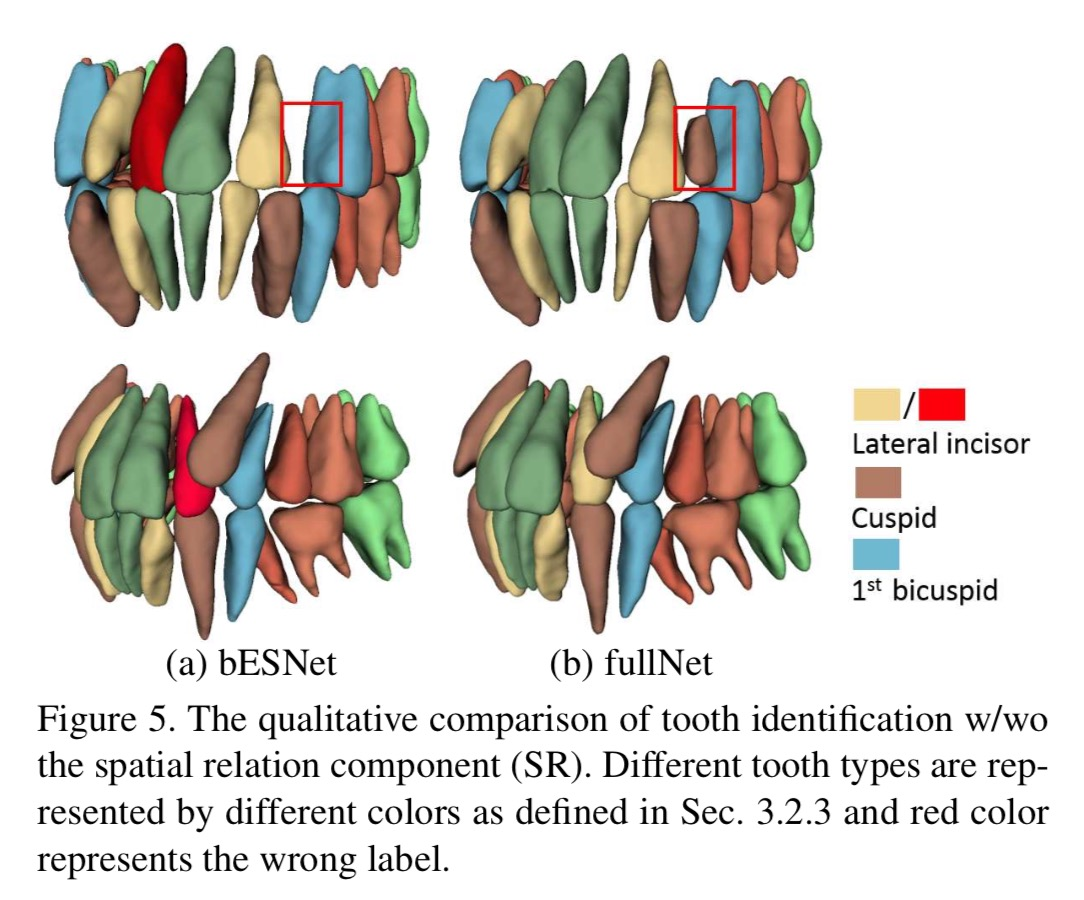 /
Lateral incisor
Cuspid
1st bicuspid
(a) bESNet
(b) fullNet
Figure 5. The qualitative comparison of tooth identification w/wo
the spatial relation component (SR). Different tooth types are rep-
resented by different colors as defined in Sec. 3.2.3 and red color
represents the wrong label.